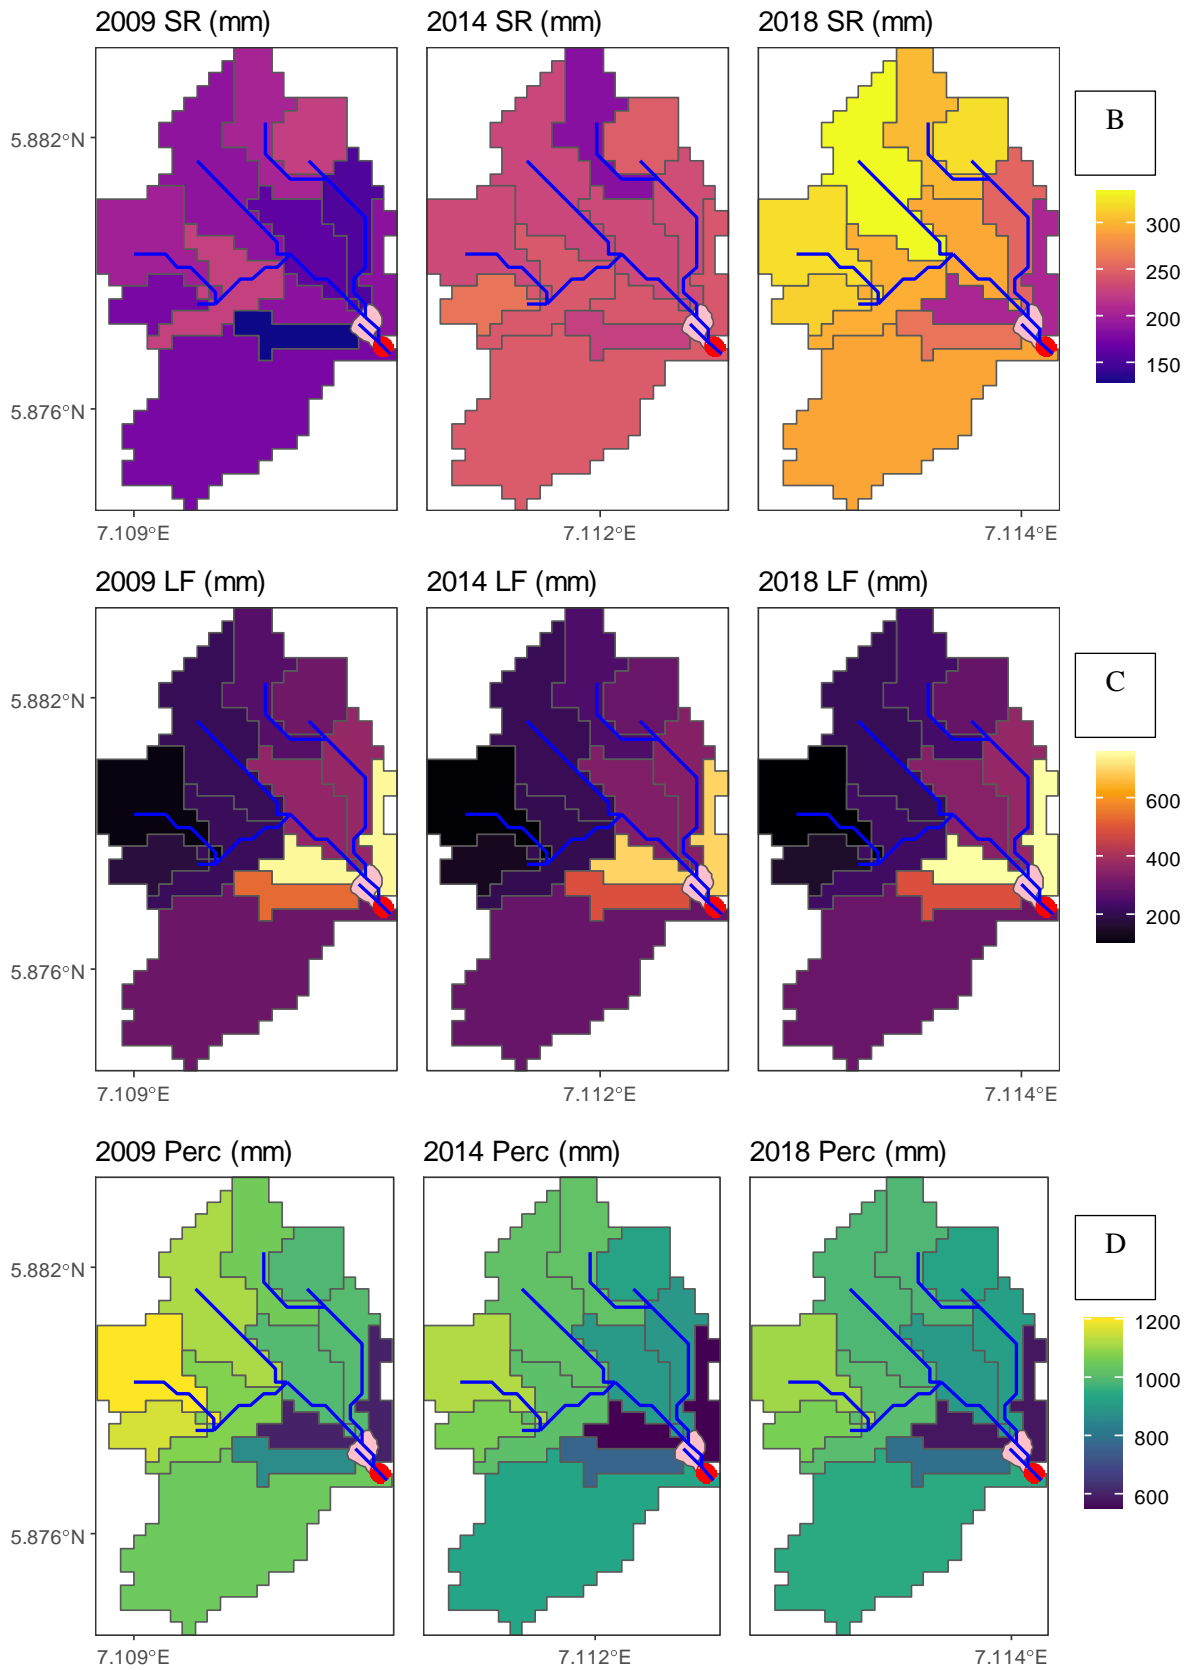 2009 SR (mm) 2014 SR (mm) 2018 SR (mm)
B
5.882°N
300
250
200
150
5.876°N
7.109°E 7.112°E 7.114°E
2009 LF (mm) 2014 LF (mm) 2018 LF (mm)
C
5.882°N
600
400
200
5.876°N
7.109°E 7.112°E 7.114°E
2009 Perc (mm) 2014 Perc (mm) 2018 Perc (mm)
D
5.882°N
1200
1000
800
600
5.876°N
7.109°E 7.112°E 7.114°E